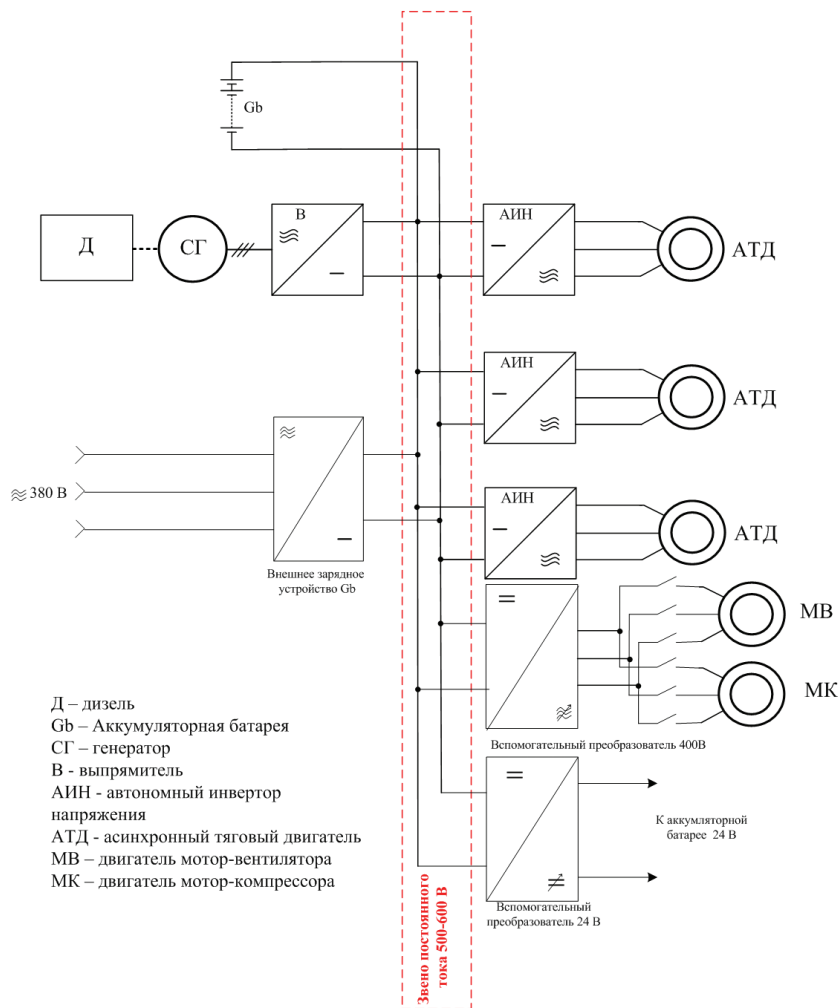 Gb
В
АИН
Д
СГ
АТД
АИН
АТД
380 В
АИН
АТД
Внешнее зарядное
устройство Gb
МВ
МК
Вспомогательный преобразователь 400В
Д – дизель
Gb – Аккумуляторная батарея
СГ – генератор
В - выпрямитель
АИН - автономный инвертор
напряжения
АТД – асинхронный тяговый двигатель
МВ – двигатель мотор-вентилятора
МК – двигатель мотор-компрессора
К аккумляторной
батарее 24 В
Вспомогательный
преобразователь 24 В
Звено постоянного
тока 500-600 В